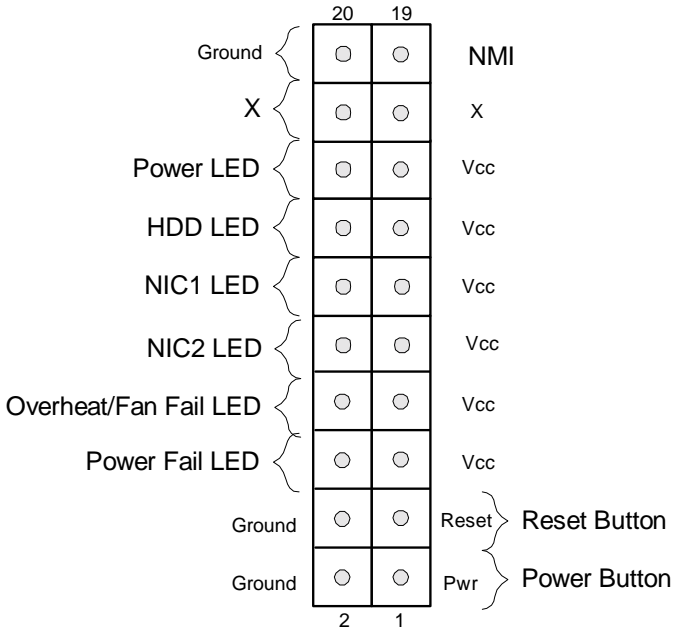 20 19
Ground NMI
X X
Power LED Vcc
HDD LED Vcc
NIC1 LED Vcc
NIC2 LED Vcc
Overheat/Fan Fail LED Vcc
Power Fail LED Vcc
Ground Reset Reset Button
Ground Pwr Power Button
2 1